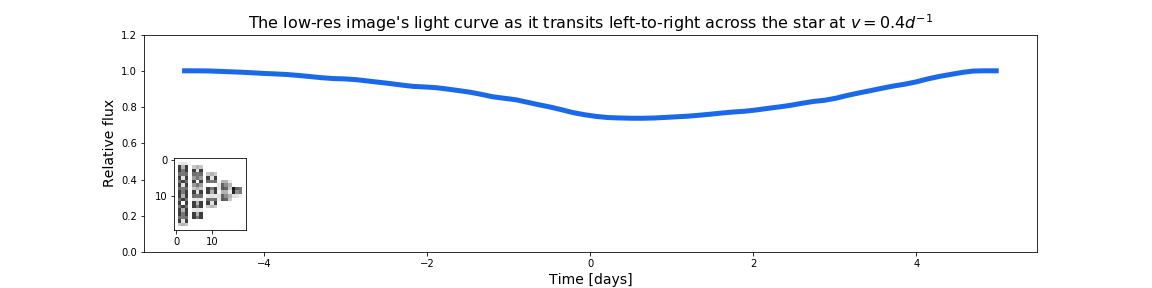 The low-res image's light curve as it transits left-to-right across the star at v = 0.4d⁻¹
Relative flux
1.2
1.0
0.8
0.6
0.4
0.2
0.0
0
10
0 10
−4 −2 0 2 4
Time [days]